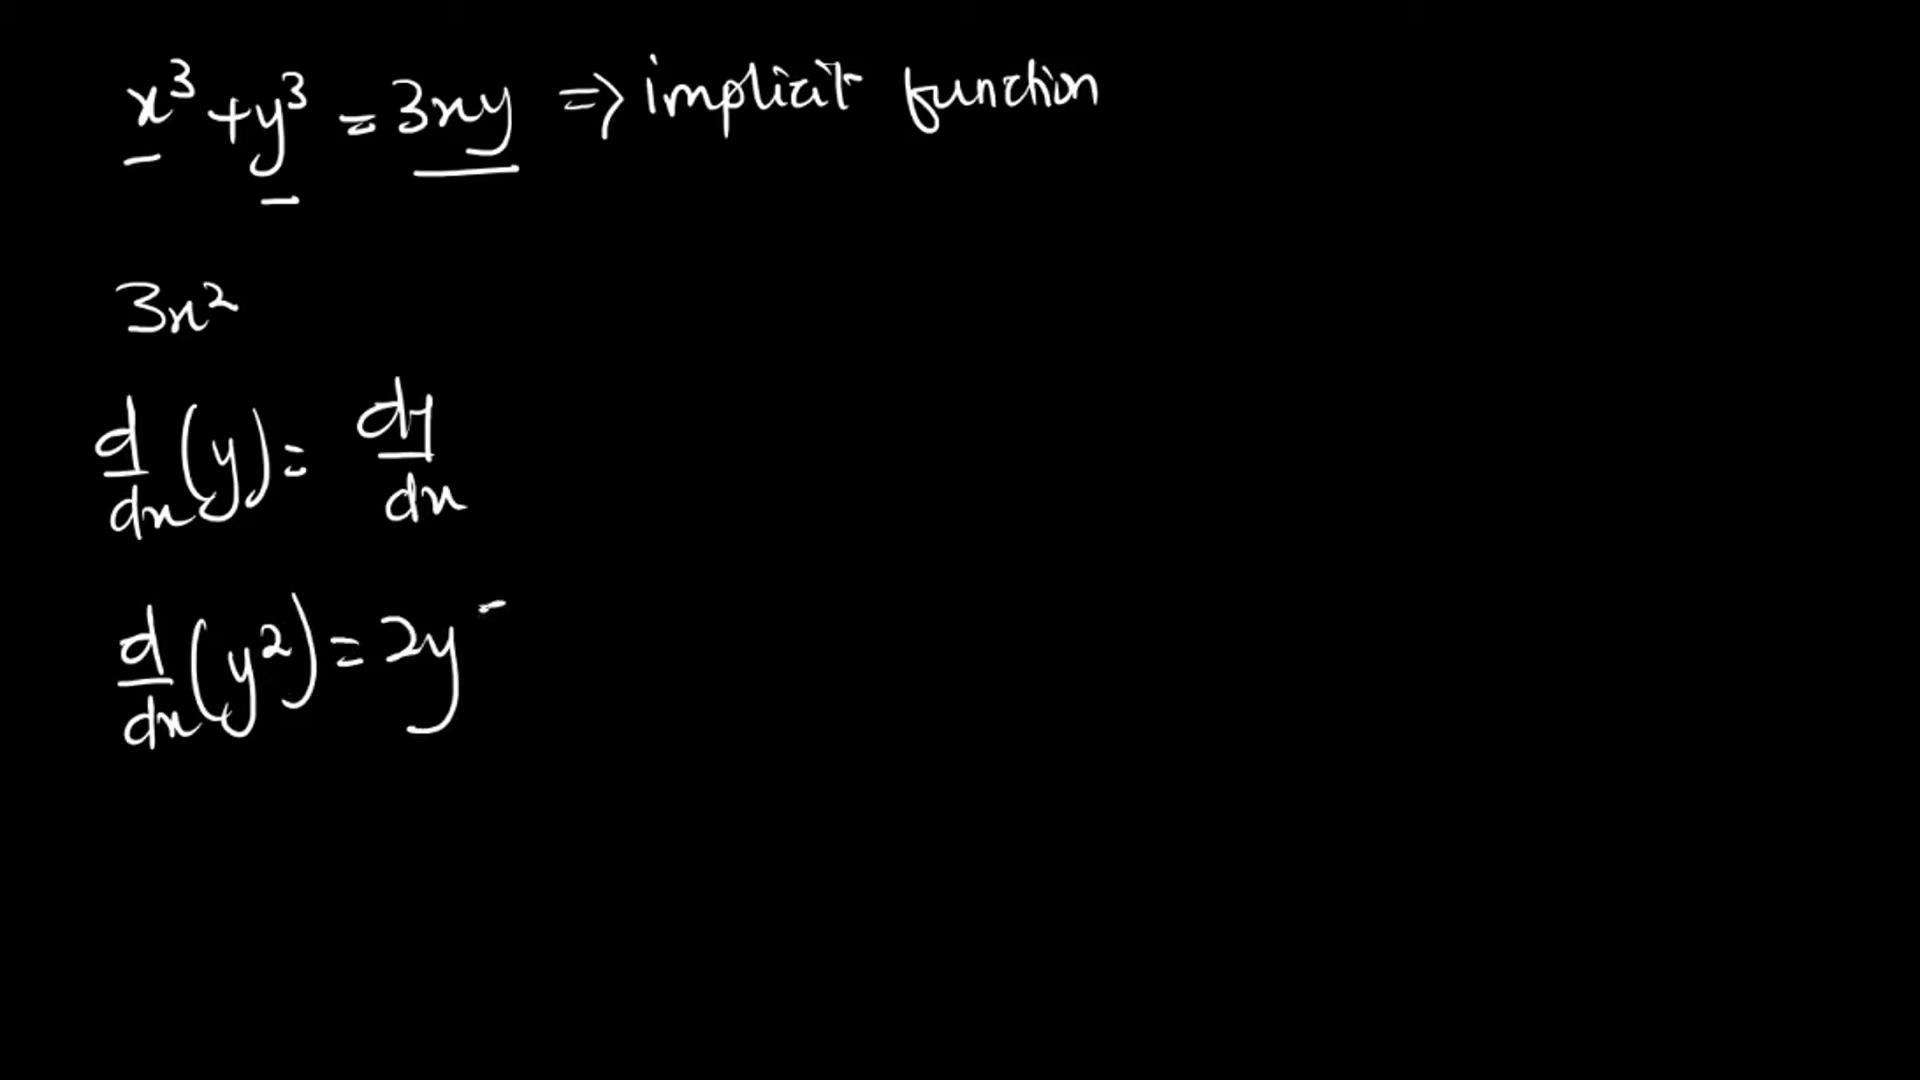 x³ + y³ = 3xy => implicit function
3x²
d/dx (y) = dy/dx
d/dx (y²) = 2y